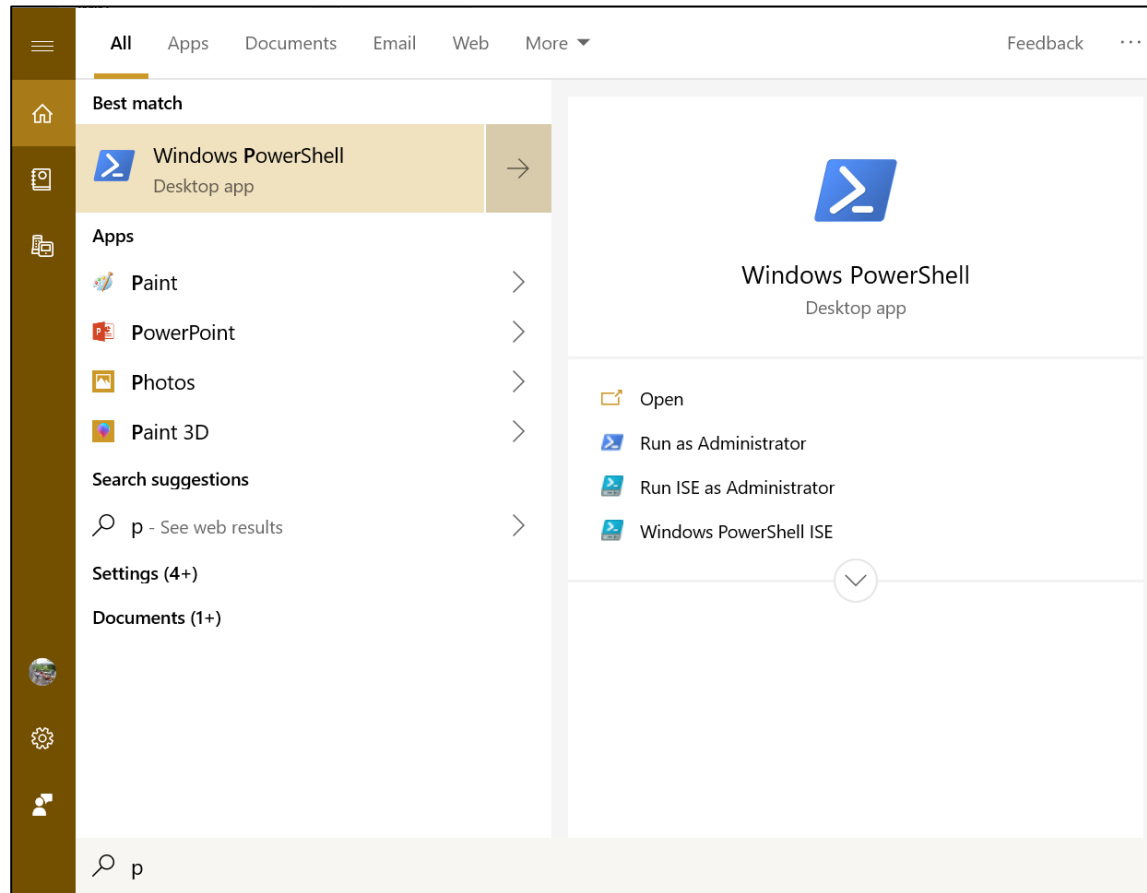 All Apps Documents Email Web More Feedback ...
Best match
Windows PowerShell
Desktop app
Apps
Paint
PowerPoint
Photos
Paint 3D
Search suggestions
p - See web results
Settings (4+)
Documents (1+)
Windows PowerShell
Desktop app
Open
Run as Administrator
Run ISE as Administrator
Windows PowerShell ISE
p